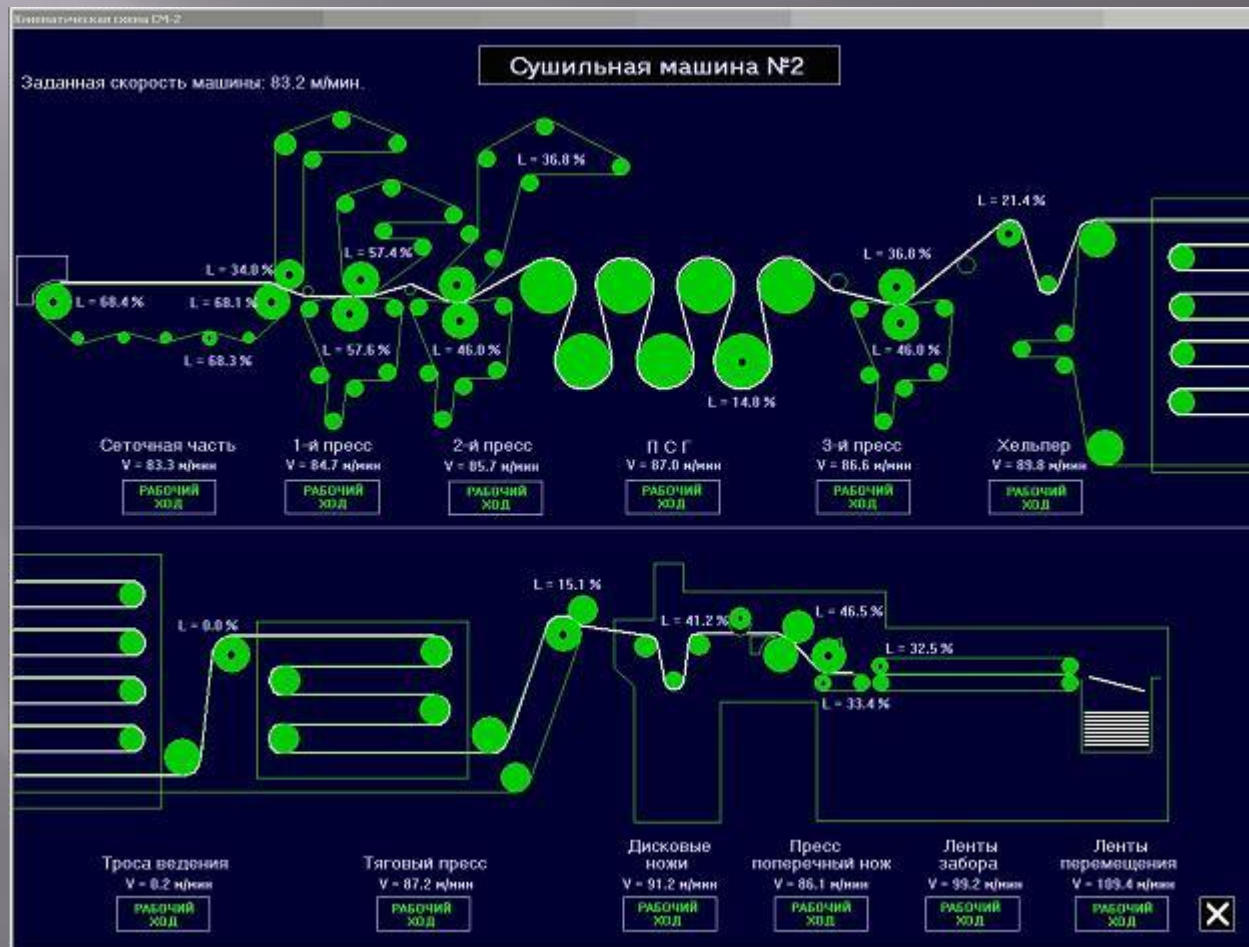 Кинематическая схема СМ-2
Сушильная машина №2
Заданная скорость машины: 83.2 м/мин.
L = 36.8 %
L = 21.4 %
L = 57.4 %
L = 36.8 %
L = 34.8 %
L = 68.4 %
L = 68.1 %
L = 57.6 %
L = 46.0 %
L = 46.0 %
L = 68.3 %
L = 14.8 %
Сеточная часть
V = 83.3 м/мин
РАБОЧИЙ
ХОД
1-й пресс
V = 84.7 м/мин
РАБОЧИЙ
ХОД
2-й пресс
V = 85.7 м/мин
РАБОЧИЙ
ХОД
П С Г
V = 87.0 м/мин
РАБОЧИЙ
ХОД
3-й пресс
V = 86.6 м/мин
РАБОЧИЙ
ХОД
Хельпер
V = 89.8 м/мин
РАБОЧИЙ
ХОД
L = 15.1 %
L = 0.0 %
L = 41.2 %
L = 46.5 %
L = 32.5 %
L = 33.4 %
Троса ведения
V = 0.2 м/мин
РАБОЧИЙ
ХОД
Тяговый пресс
V = 87.2 м/мин
РАБОЧИЙ
ХОД
Дисковые
ножи
V = 91.2 м/мин
РАБОЧИЙ
ХОД
Пресс
поперечный нож
V = 86.1 м/мин
РАБОЧИЙ
ХОД
Ленты
забора
V = 99.2 м/мин
РАБОЧИЙ
ХОД
Ленты
перемещения
V = 109.4 м/мин
РАБОЧИЙ
ХОД